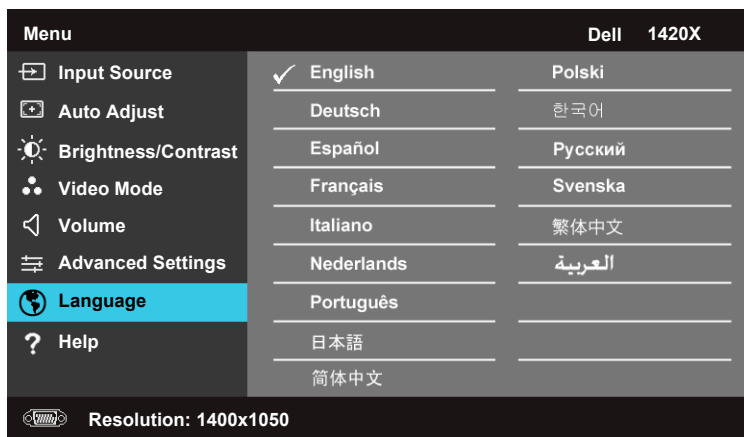 Menu
Dell 1420X
Input Source
Auto Adjust
Brightness/Contrast
Video Mode
Volume
Advanced Settings
Language
Help
English
Deutsch
Español
Français
Italiano
Nederlands
Português
日本語
简体中文
Polski
한국어
Русский
Svenska
繁体中文
العربية
Resolution: 1400x1050